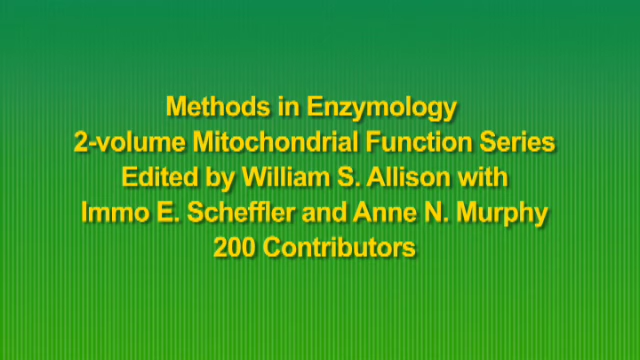 Methods in Enzymology
2-volume Mitochondrial Function Series
Edited by William S. Allison with
Immo E. Scheffler and Anne N. Murphy
200 Contributors